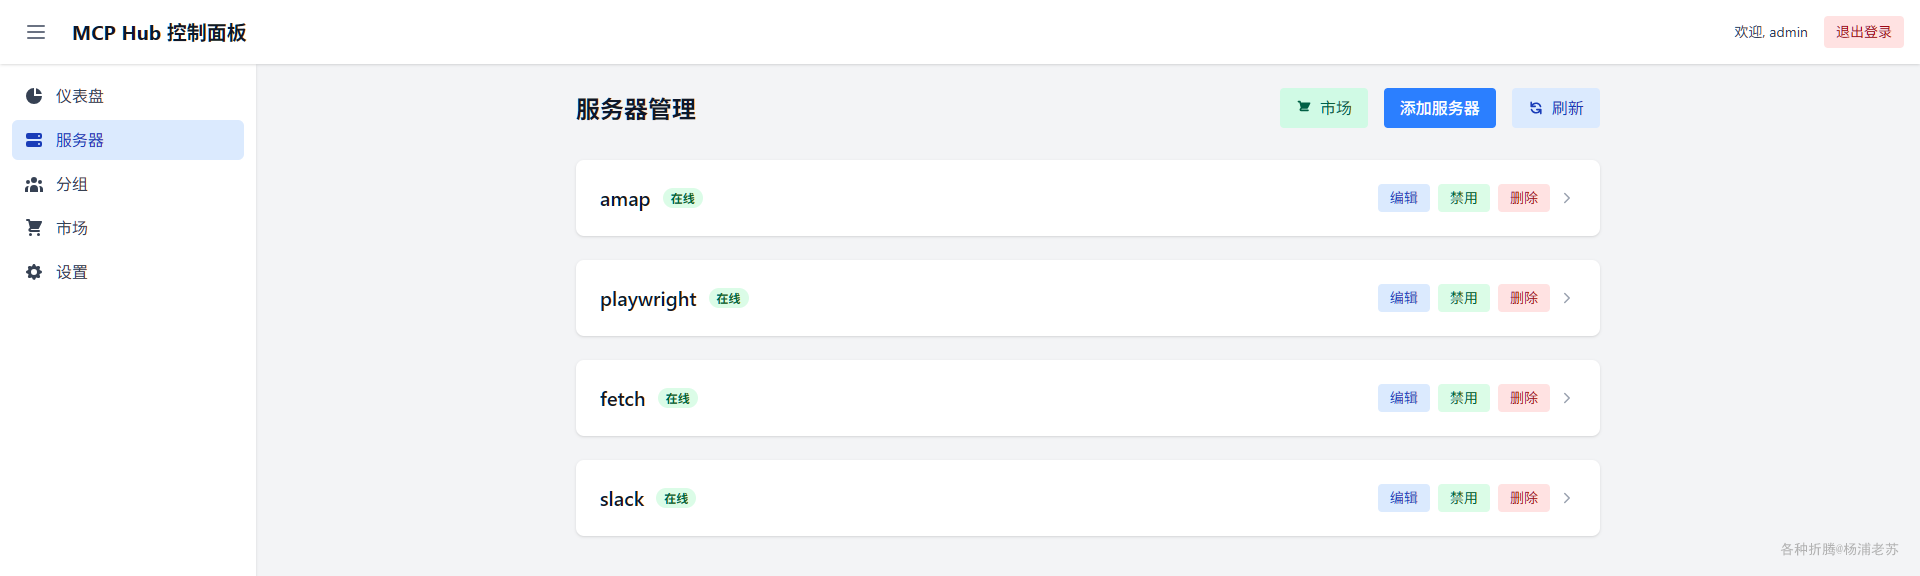 MCP Hub 控制面板
欢迎, admin
退出登录
仪表盘
服务器
分组
市场
设置
服务器管理
市场
添加服务器
刷新
amap 在线 编辑 禁用 删除
playwright 在线 编辑 禁用 删除
fetch 在线 编辑 禁用 删除
slack 在线 编辑 禁用 删除
各种折腾@杨浦老苏